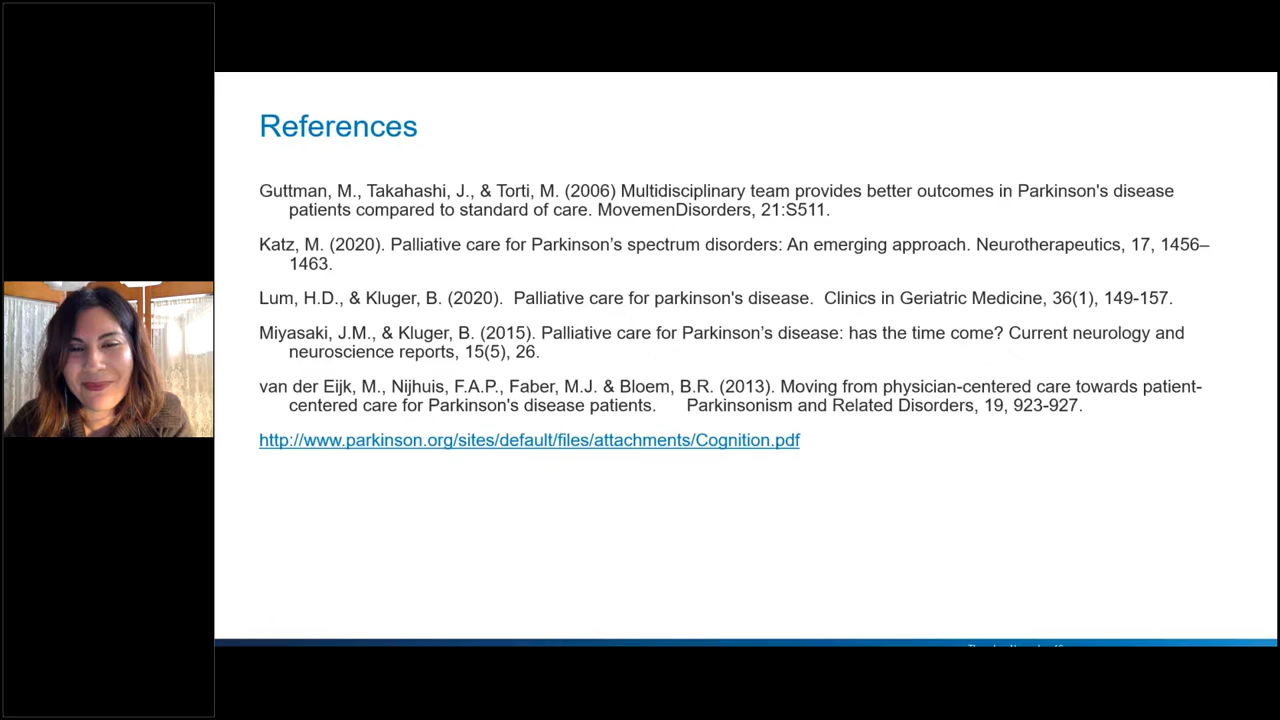 References
Guttman, M., Takahashi, J., & Torti, M. (2006) Multidisciplinary team provides better outcomes in Parkinson's disease
patients compared to standard of care. MovemenDisorders, 21:S511.
Katz, M. (2020). Palliative care for Parkinson’s spectrum disorders: An emerging approach. Neurotherapeutics, 17, 1456–
1463.
Lum, H.D., & Kluger, B. (2020).  Palliative care for parkinson's disease.  Clinics in Geriatric Medicine, 36(1), 149-157.
Miyasaki, J.M., & Kluger, B. (2015). Palliative care for Parkinson’s disease: has the time come? Current neurology and
neuroscience reports, 15(5), 26.
van der Eijk, M., Nijhuis, F.A.P., Faber, M.J. & Bloem, B.R. (2013). Moving from physician-centered care towards patient-
centered care for Parkinson's disease patients.     Parkinsonism and Related Disorders, 19, 923-927.
http://www.parkinson.org/sites/default/files/attachments/Cognition.pdf